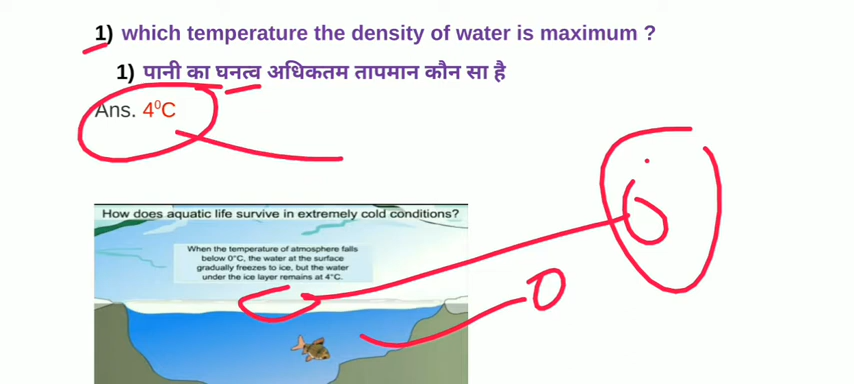 1) which temperature the density of water is maximum ?
1) पानी का घनत्व अधिकतम तापमान कौन सा है
Ans. 4⁰C
How does aquatic life survive in extremely cold conditions?
When the temperature of atmosphere falls
below 0°C, the water at the surface
gradually freezes to ice, but the water
under the ice layer remains at 4°C.